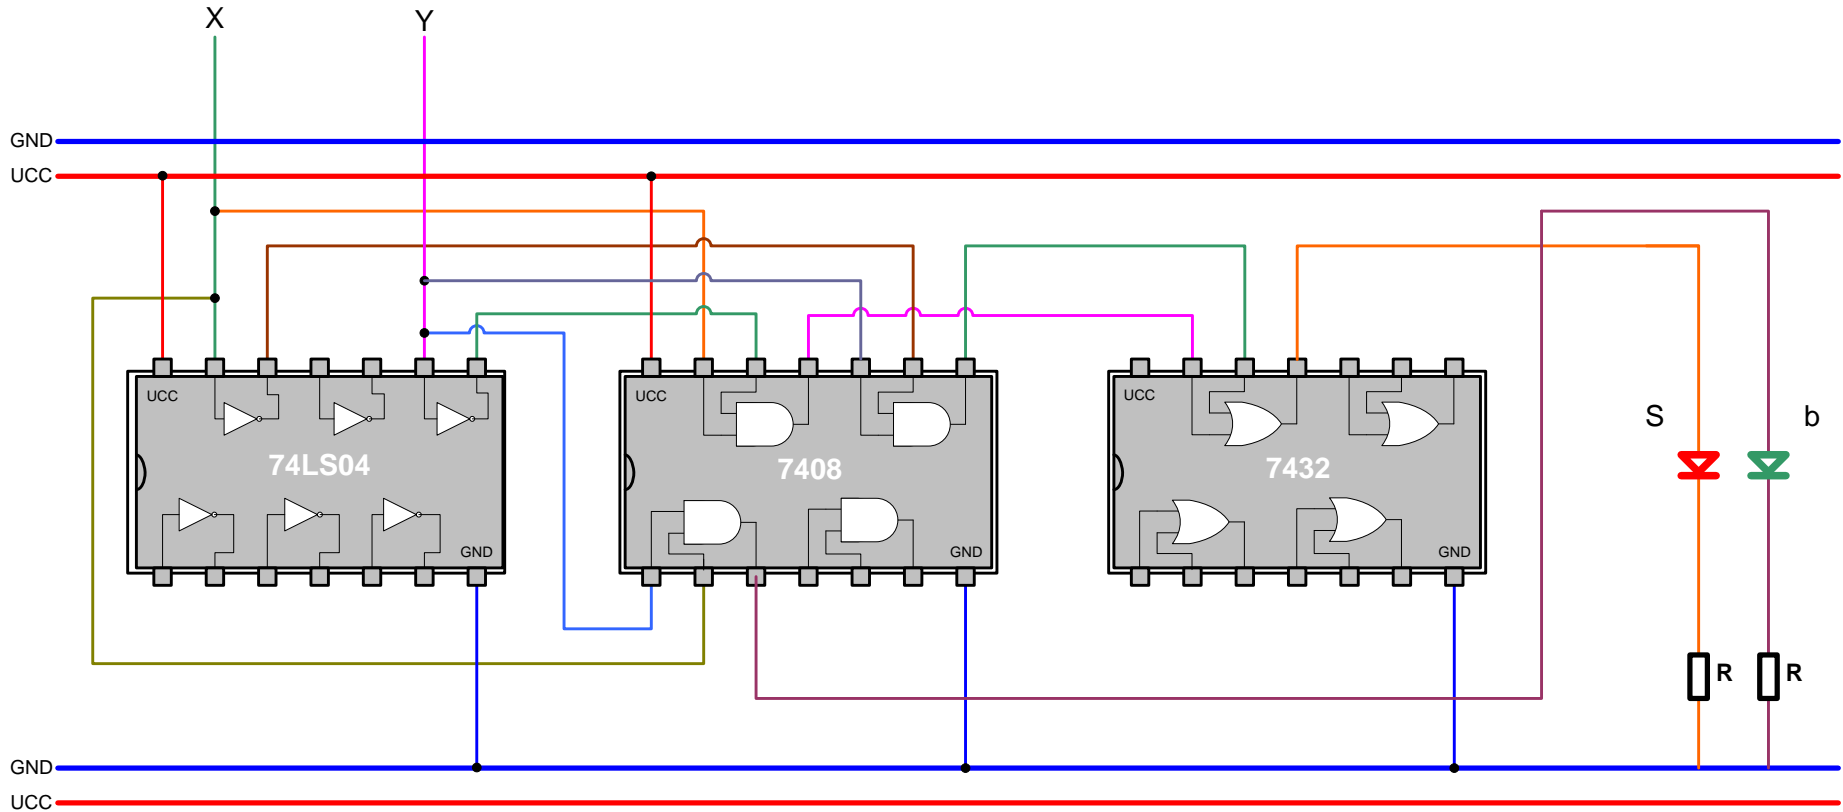 X Y
GND
UCC
UCC UCC UCC
S b
74LS04 7408 7432
GND GND GND
R R
GND
UCC